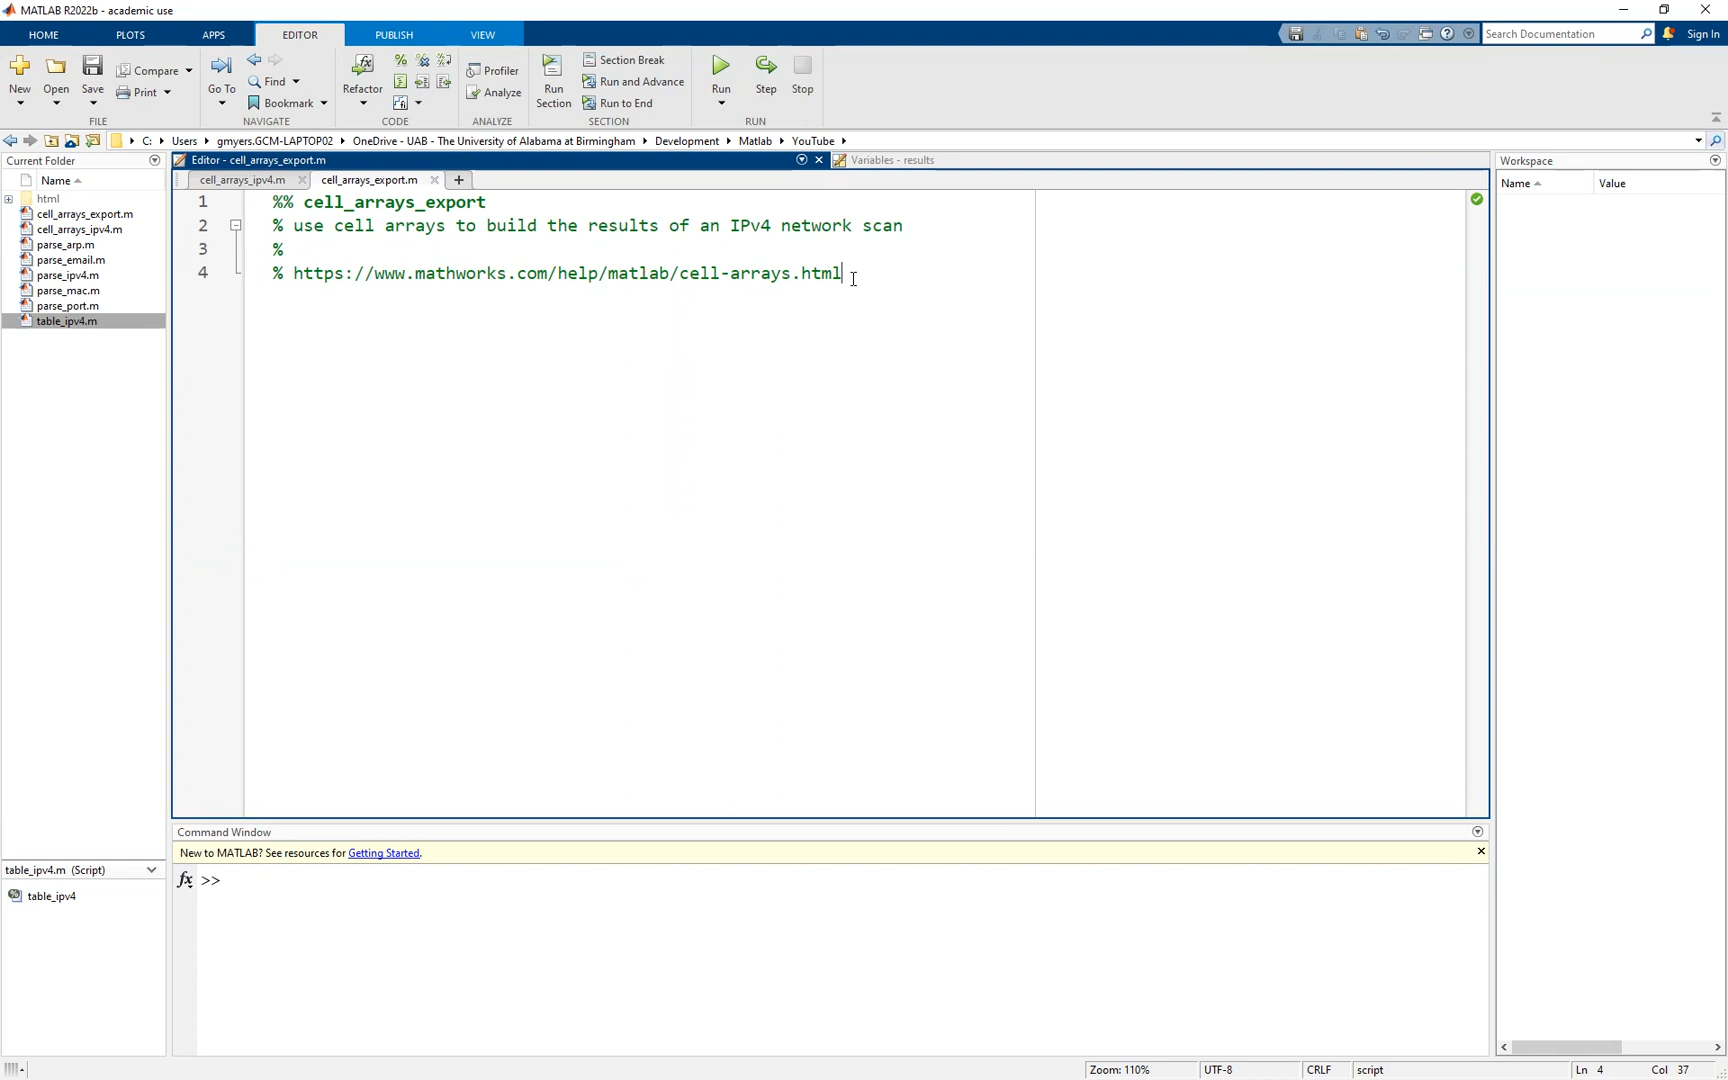 MATLAB R2022b - academic use
HOME PLOTS APPS EDITOR PUBLISH VIEW Search Documentation Sign In
New Open Save Compare Print FILE
Go To Find Bookmark NAVIGATE
Refactor CODE
Profiler Analyze ANALYZE
Run Section Section Break Run and Advance Run to End SECTION
Run Step Stop RUN
C: Users gmyers.GCM-LAPTOP02 OneDrive - UAB - The University of Alabama at Birmingham Development Matlab YouTube
Current Folder
Name
html
cell_arrays_export.m
cell_arrays_ipv4.m
parse_arp.m
parse_email.m
parse_ipv4.m
parse_mac.m
parse_port.m
table_ipv4.m
table_ipv4.m (Script)
table_ipv4
Editor - cell_arrays_export.m
Variables - results
cell_arrays_ipv4.m cell_arrays_export.m +
1 %% cell_arrays_export
2 % use cell arrays to build the results of an IPv4 network scan
3 %
4 % https://www.mathworks.com/help/matlab/cell-arrays.html
Command Window
New to MATLAB? See resources for Getting Started.
fx >>
Workspace
Name Value
Zoom: 110% UTF-8 CRLF script Ln 4 Col 37